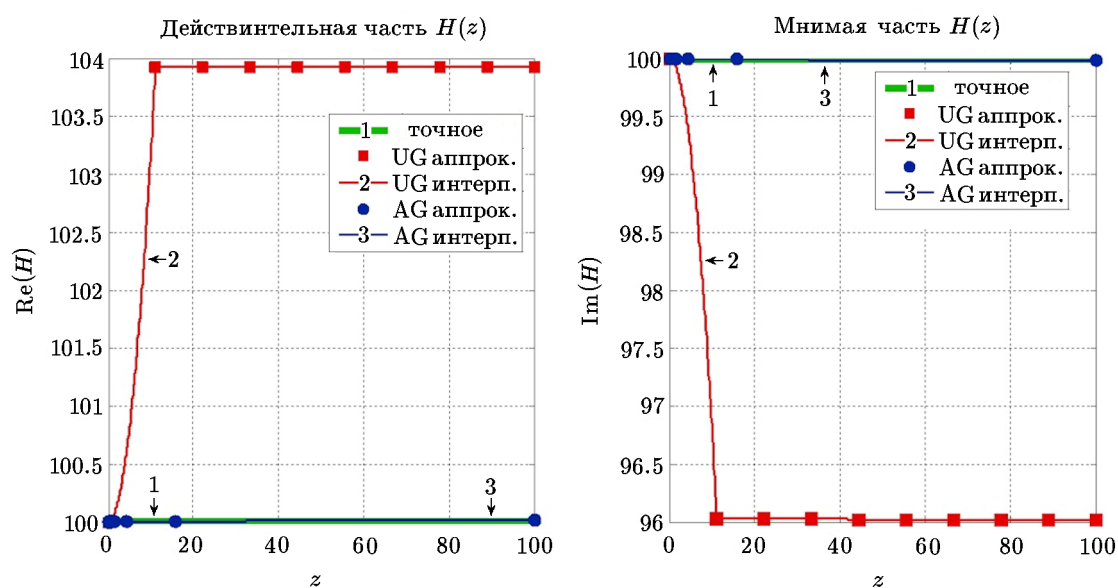 Действинтельная часть H(z)
104
103.5
103
102.5
102
101.5
101
100.5
100
0
20
40
60
80
100
Re(H)
z
1 точное
UG аппрок.
2 UG интерп.
AG аппрок.
3 AG интерп.
2
1
3
Мнимая часть H(z)
100
99.5
99
98.5
98
97.5
97
96.5
96
0
20
40
60
80
100
Im(H)
z
1 точное
UG аппрок.
2 UG интерп.
AG аппрок.
3 AG интерп.
1
3
2